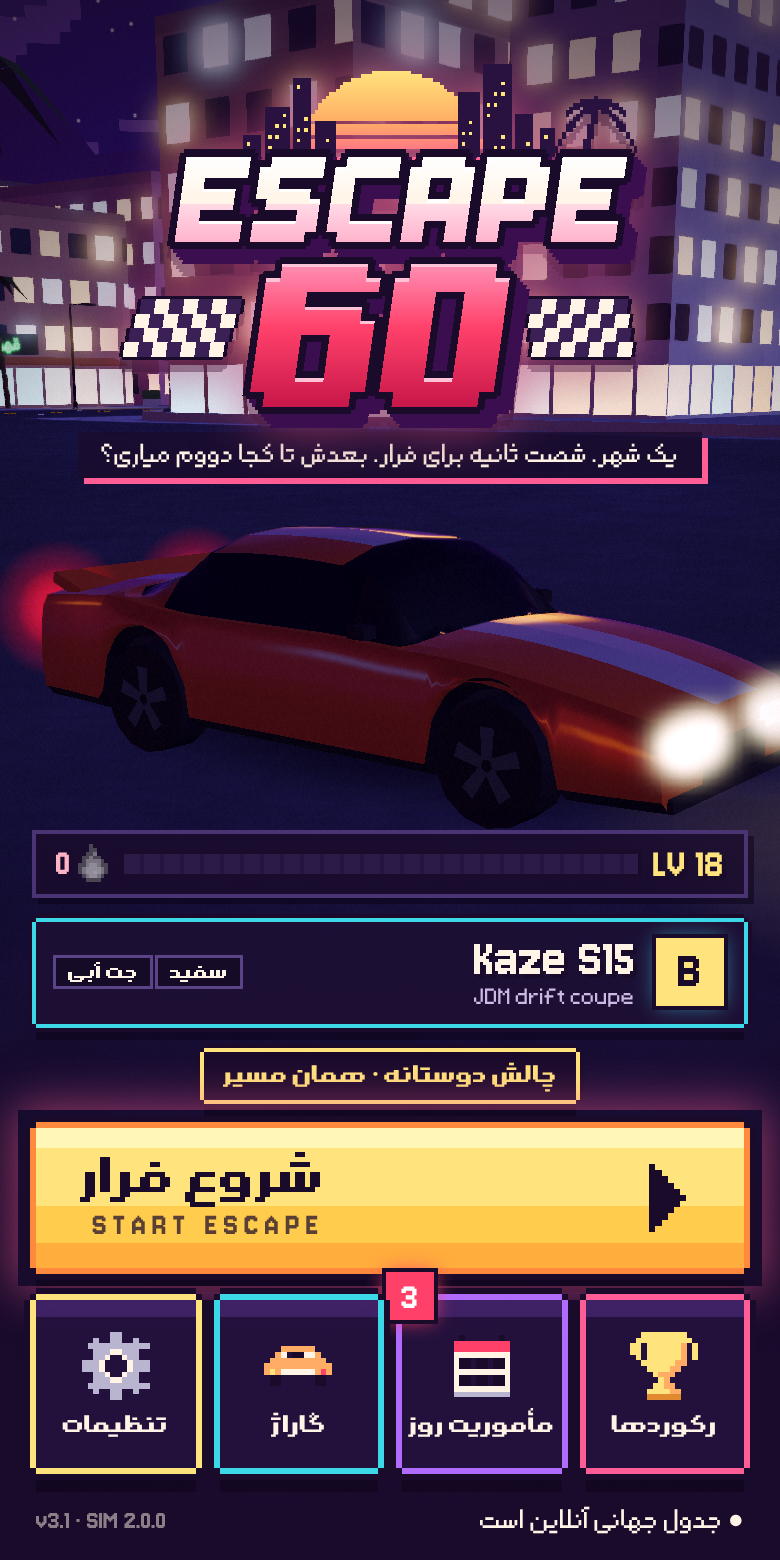 ESCAPE
60
یک شهر. شصت ثانیه برای فرار. بعدش تا کجا دووم میاری؟
0 LV 18
Kaze S15 B
JDM drift coupe
سفید جت آبی
چالش دوستانه · همان مسیر
شروع فرار
START ESCAPE
3
رکوردها مأموریت روز گاراژ تنظیمات
جدول جهانی آنلاین است
v3.1 · SIM 2.0.0